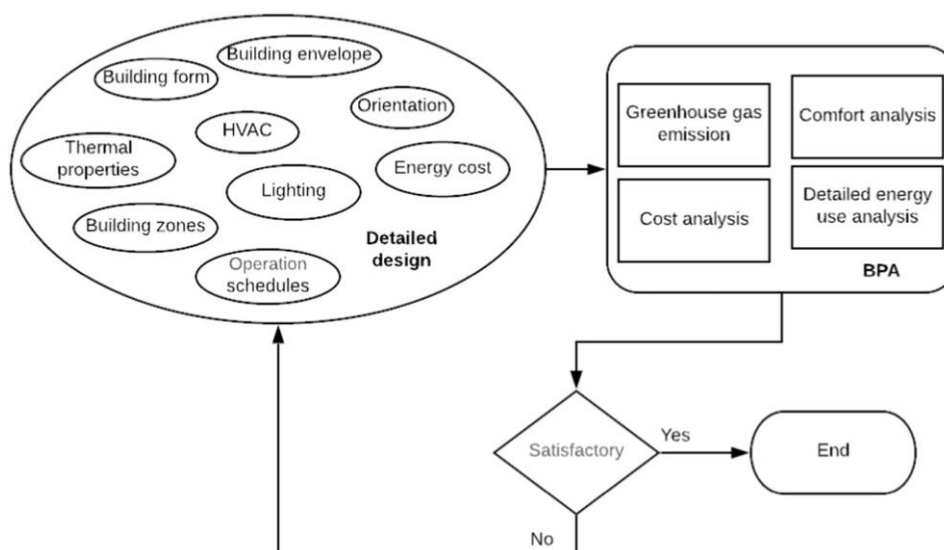 Building envelope
Building form
Orientation
HVAC
Thermal
properties
Energy cost
Lighting
Building zones
Detailed
design
Operation
schedules
Greenhouse gas
emission
Comfort analysis
Cost analysis
Detailed energy
use analysis
BPA
Satisfactory
Yes
End
No